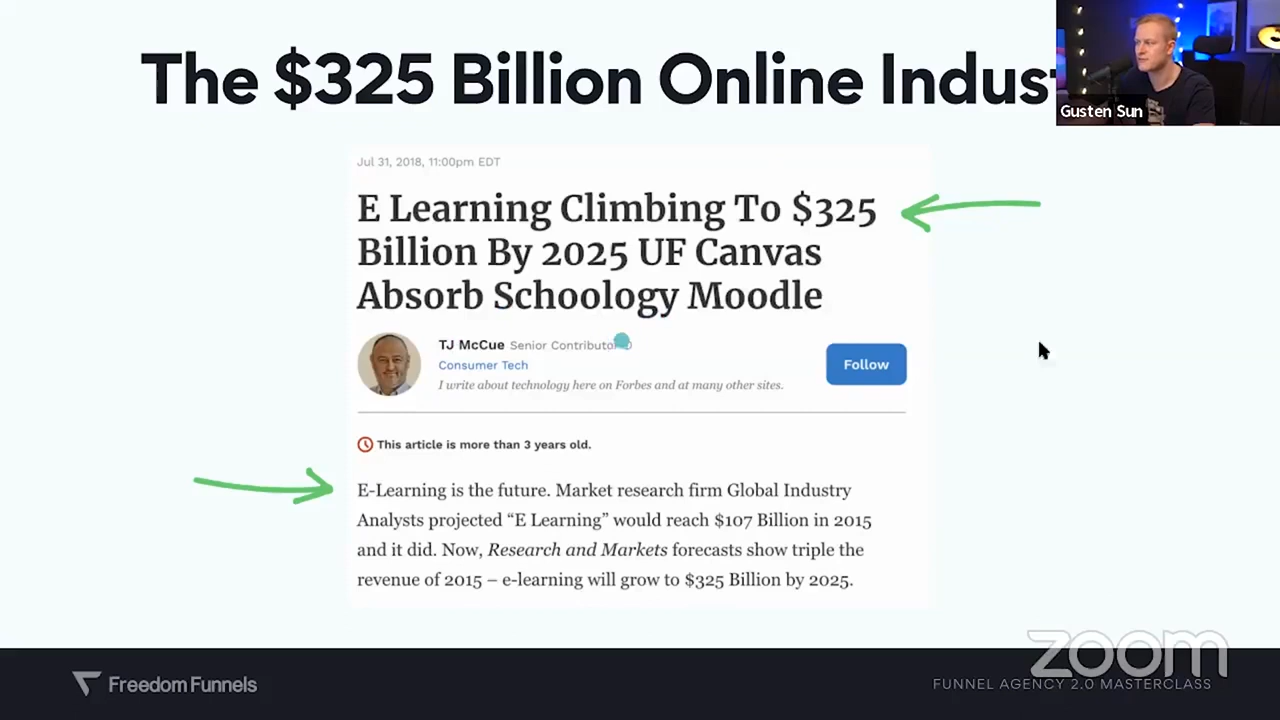 The $325 Billion Online Indus
Gusten Sun
Jul 31, 2018, 11:00pm EDT
E Learning Climbing To $325
Billion By 2025 UF Canvas
Absorb Schoology Moodle
TJ McCue Senior Contributo
Consumer Tech
I write about technology here on Forbes and at many other sites.
Follow
This article is more than 3 years old.
E-Learning is the future. Market research firm Global Industry
Analysts projected “E Learning” would reach $107 Billion in 2015
and it did. Now, Research and Markets forecasts show triple the
revenue of 2015 – e-learning will grow to $325 Billion by 2025.
zoom
Freedom Funnels
FUNNEL AGENCY 2.0 MASTERCLASS